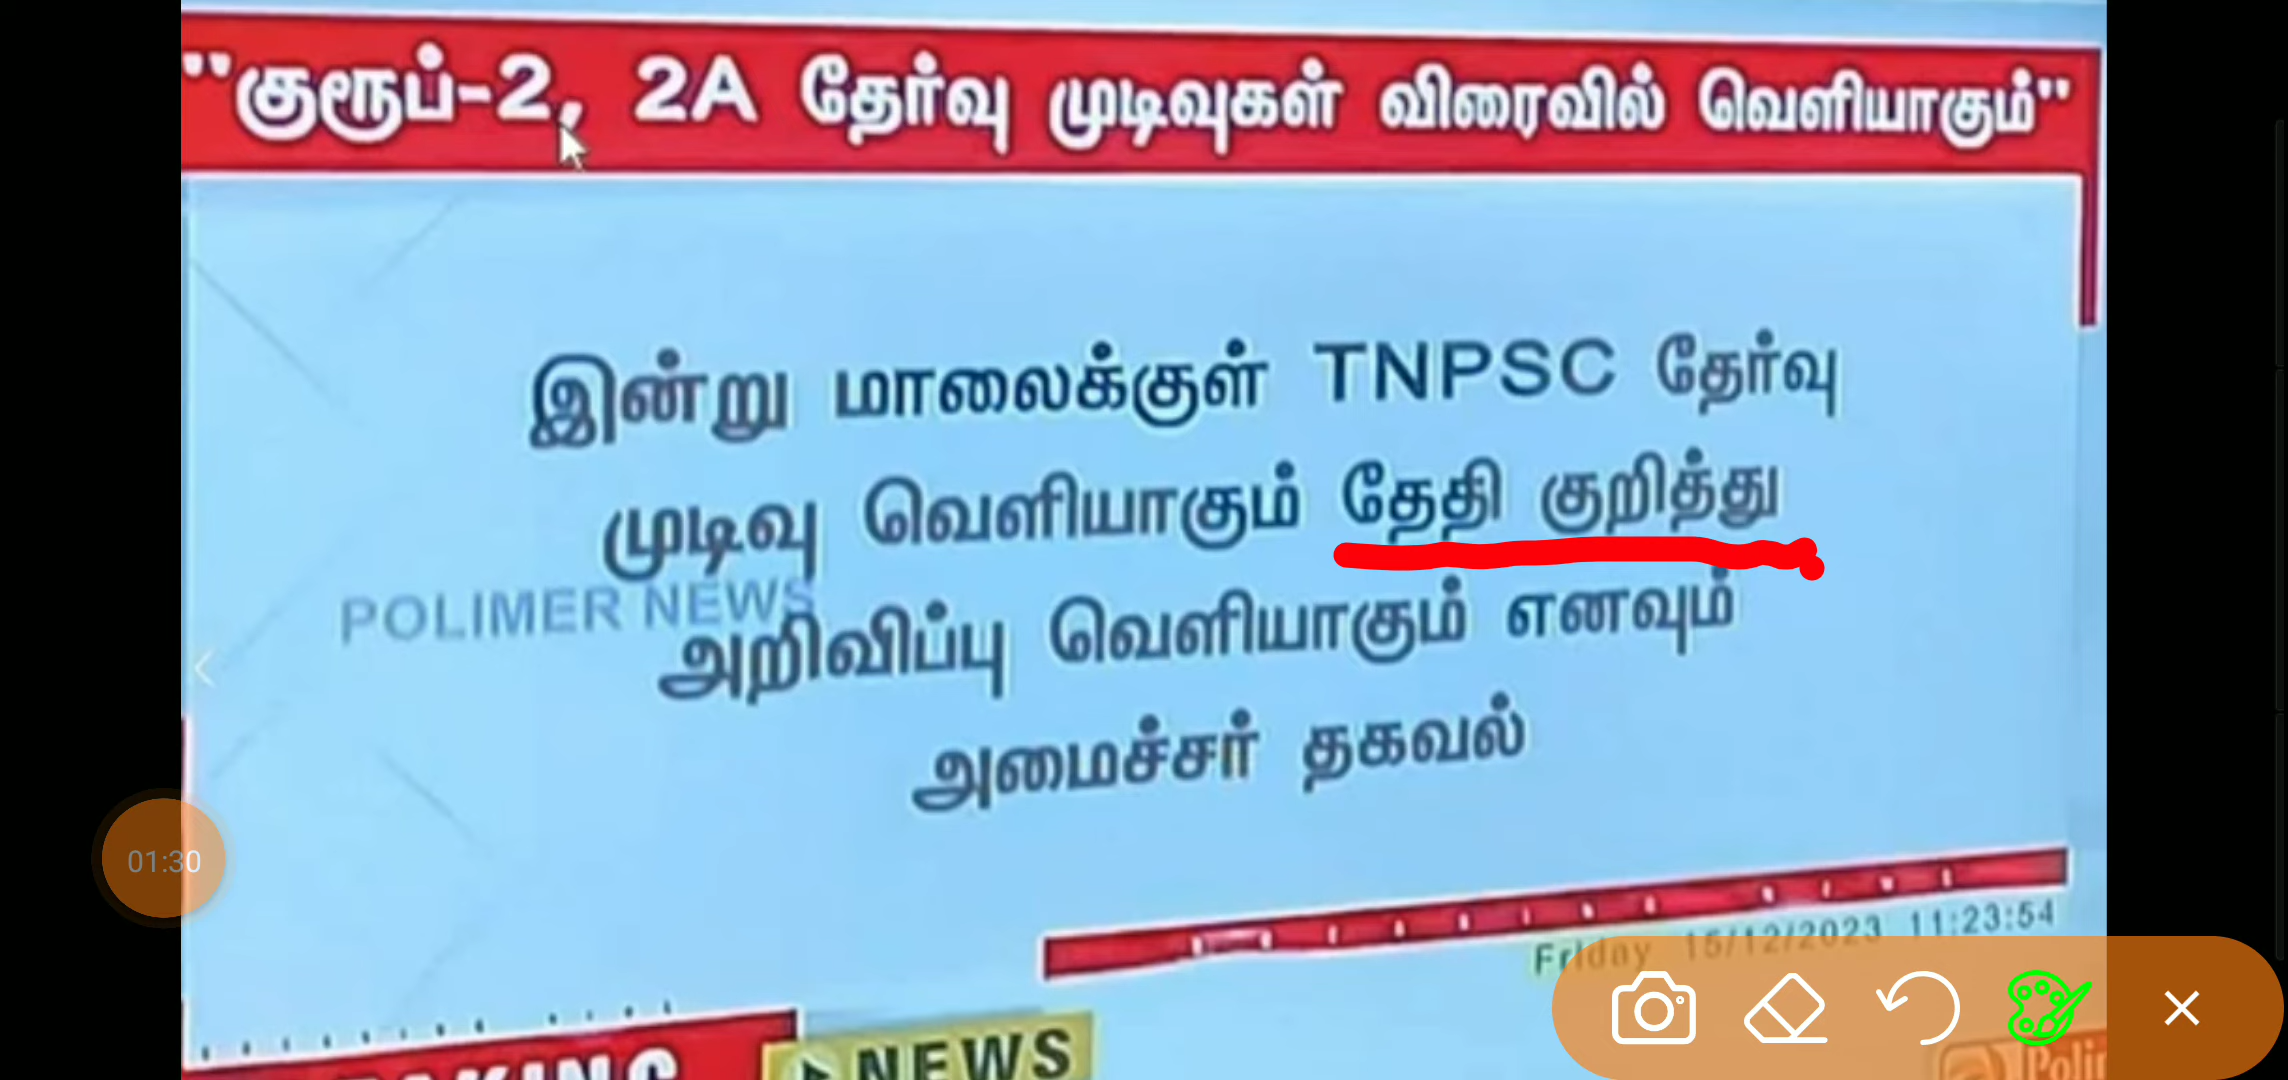 "குரூப்-2, 2A தேர்வு முடிவுகள் விரைவில் வெளியாகும்"
இன்று மாலைக்குள் TNPSC தேர்வு
முடிவு வெளியாகும் தேதி குறித்து
POLIMER NEWS
அறிவிப்பு வெளியாகும் எனவும்
அமைச்சர் தகவல்
01:30
Friday 15/12/2023 11:23:54
NEWS